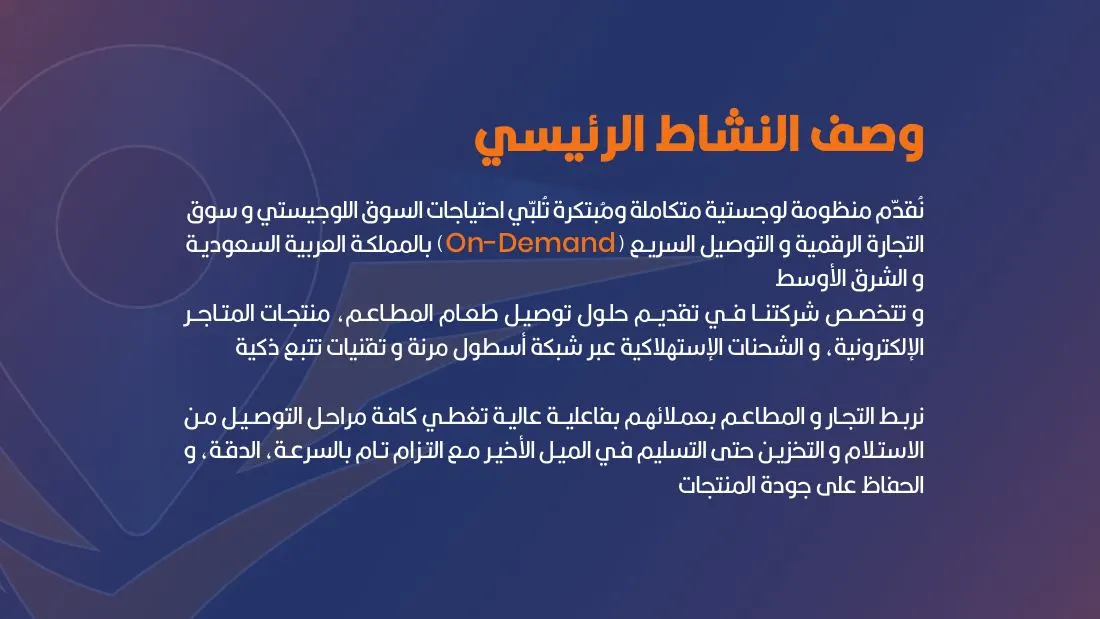 وصف النشاط الرئيسي
نُقدّم منظومة لوجستية متكاملة ومُبتكرة تُلبّي احتياجات السوق اللوجيستي و سوق
التجارة الرقمية و التوصيل السريع (On-Demand) بالمملكة العربية السعودية
و الشرق الأوسط
و تتخصص شركتنا في تقديم حلول توصيل طعام المطاعم، منتجات المتاجر
الإلكترونية، و الشحنات الإستهلاكية عبر شبكة أسطول مرنة و تقنيات تتبع ذكية
نربط التجار و المطاعم بعملائهم بفاعلية عالية تغطي كافة مراحل التوصيل من
الاستلام و التخزين حتى التسليم في الميل الأخير مع التزام تام بالسرعة، الدقة، و
الحفاظ على جودة المنتجات